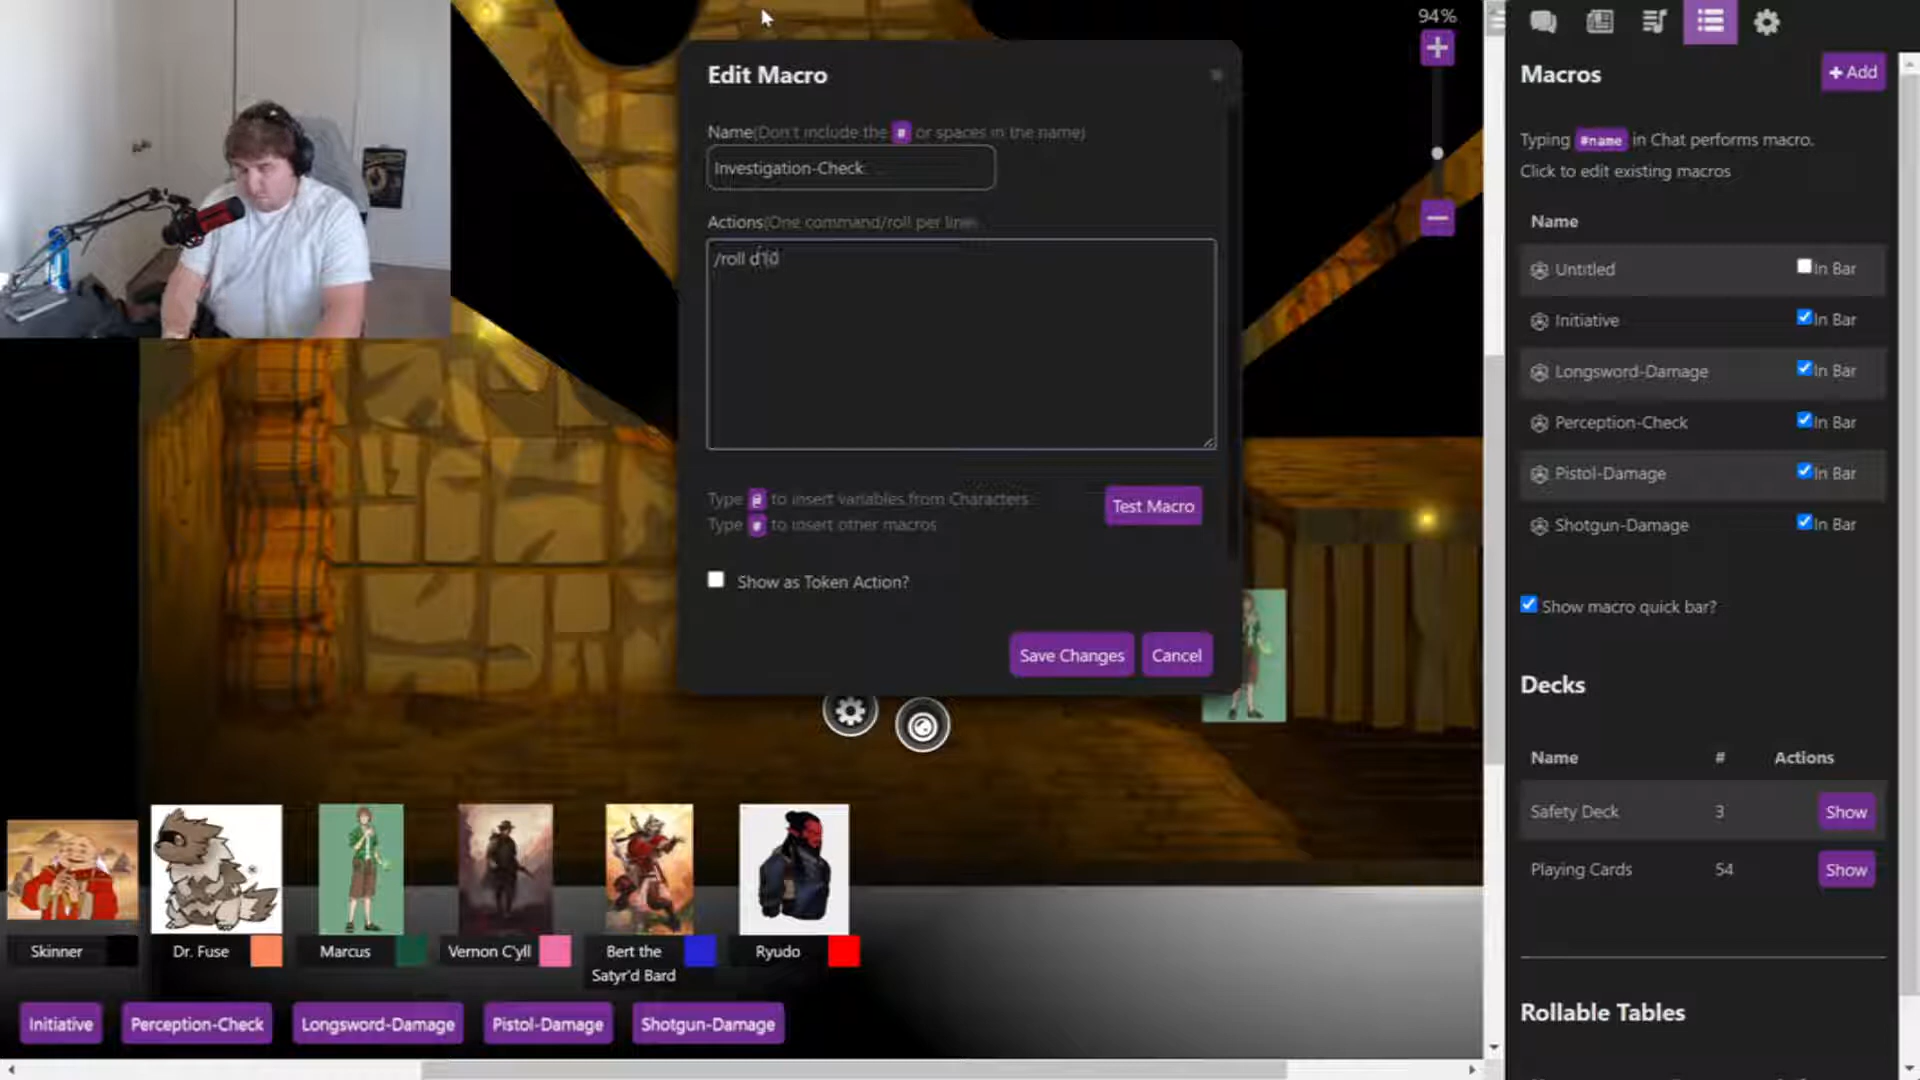 94%
Edit Macro
Name(Don't include the # or spaces in the name)
Investigation-Check
Actions(One command/roll per line)
/roll d10
Type @ to insert variables from Characters.
Type # to insert other macros
Test Macro
Show as Token Action?
Save Changes
Cancel
Macros
+ Add
Typing #name in Chat performs macro.
Click to edit existing macros
Name
Untitled In Bar
Initiative In Bar
Longsword-Damage In Bar
Perception-Check In Bar
Pistol-Damage In Bar
Shotgun-Damage In Bar
Show macro quick bar?
Decks
Name # Actions
Safety Deck 3 Show
Playing Cards 54 Show
Rollable Tables
Skinner
Dr. Fuse
Marcus
Vernon C'yll
Bert the
Satyr'd Bard
Ryudo
Initiative
Perception-Check
Longsword-Damage
Pistol-Damage
Shotgun-Damage